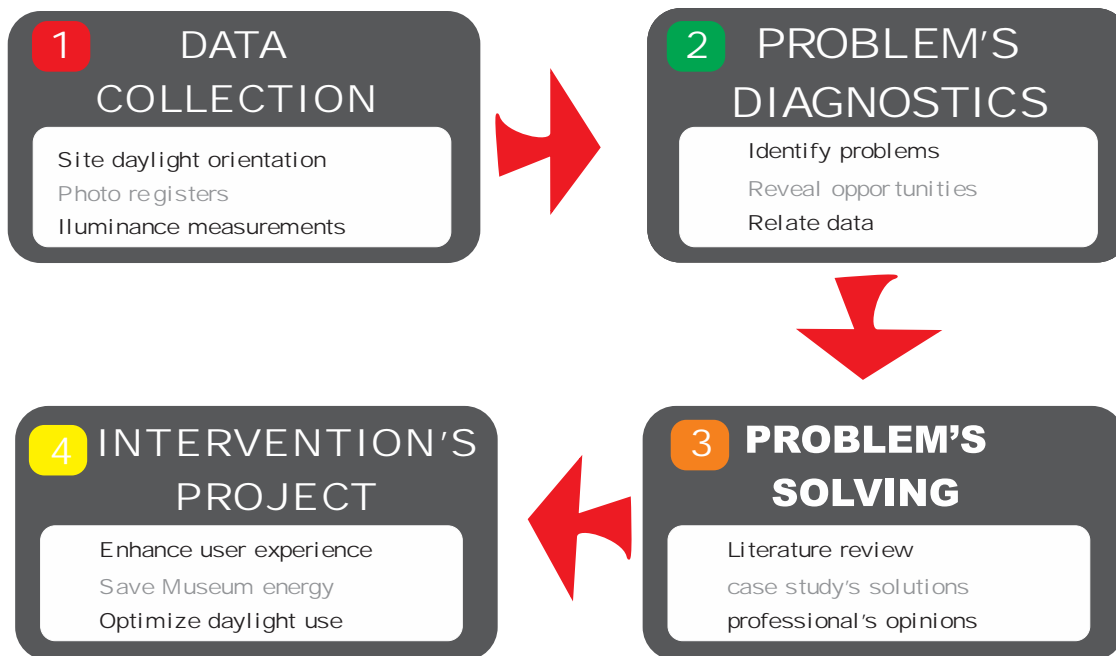 1 DATA
COLLECTION
Site daylight orientation
Photo registers
Iluminance measurements
2 PROBLEM'S
DIAGNOSTICS
Identify problems
Reveal opportunities
Relate data
3 PROBLEM’S
SOLVING
Literature review
case study's solutions
professional's opinions
4 INTERVENTION'S
PROJECT
Enhance user experience
Save Museum energy
Optimize daylight use